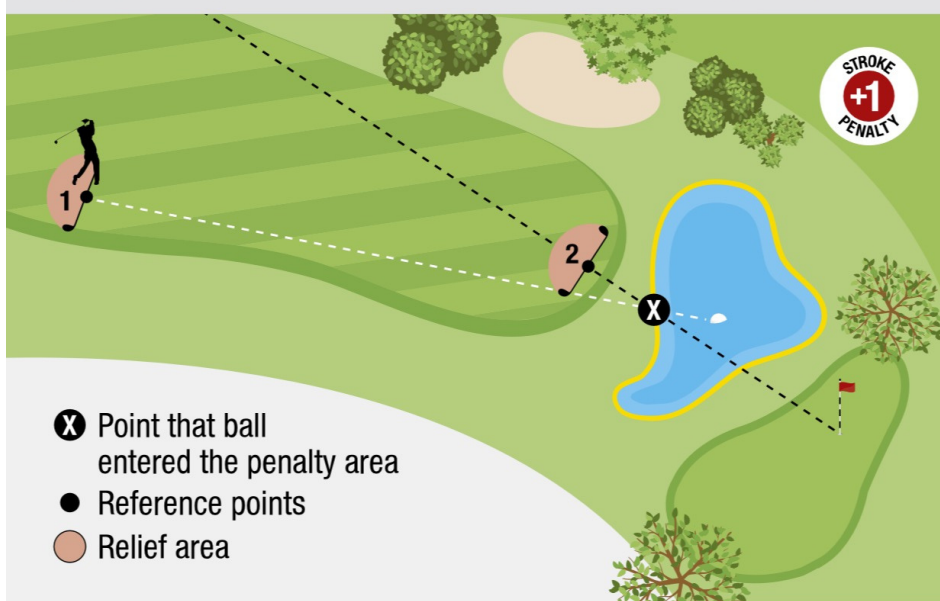 STROKE
+1
PENALTY
1
2
X
X Point that ball
entered the penalty area
Reference points
Relief area